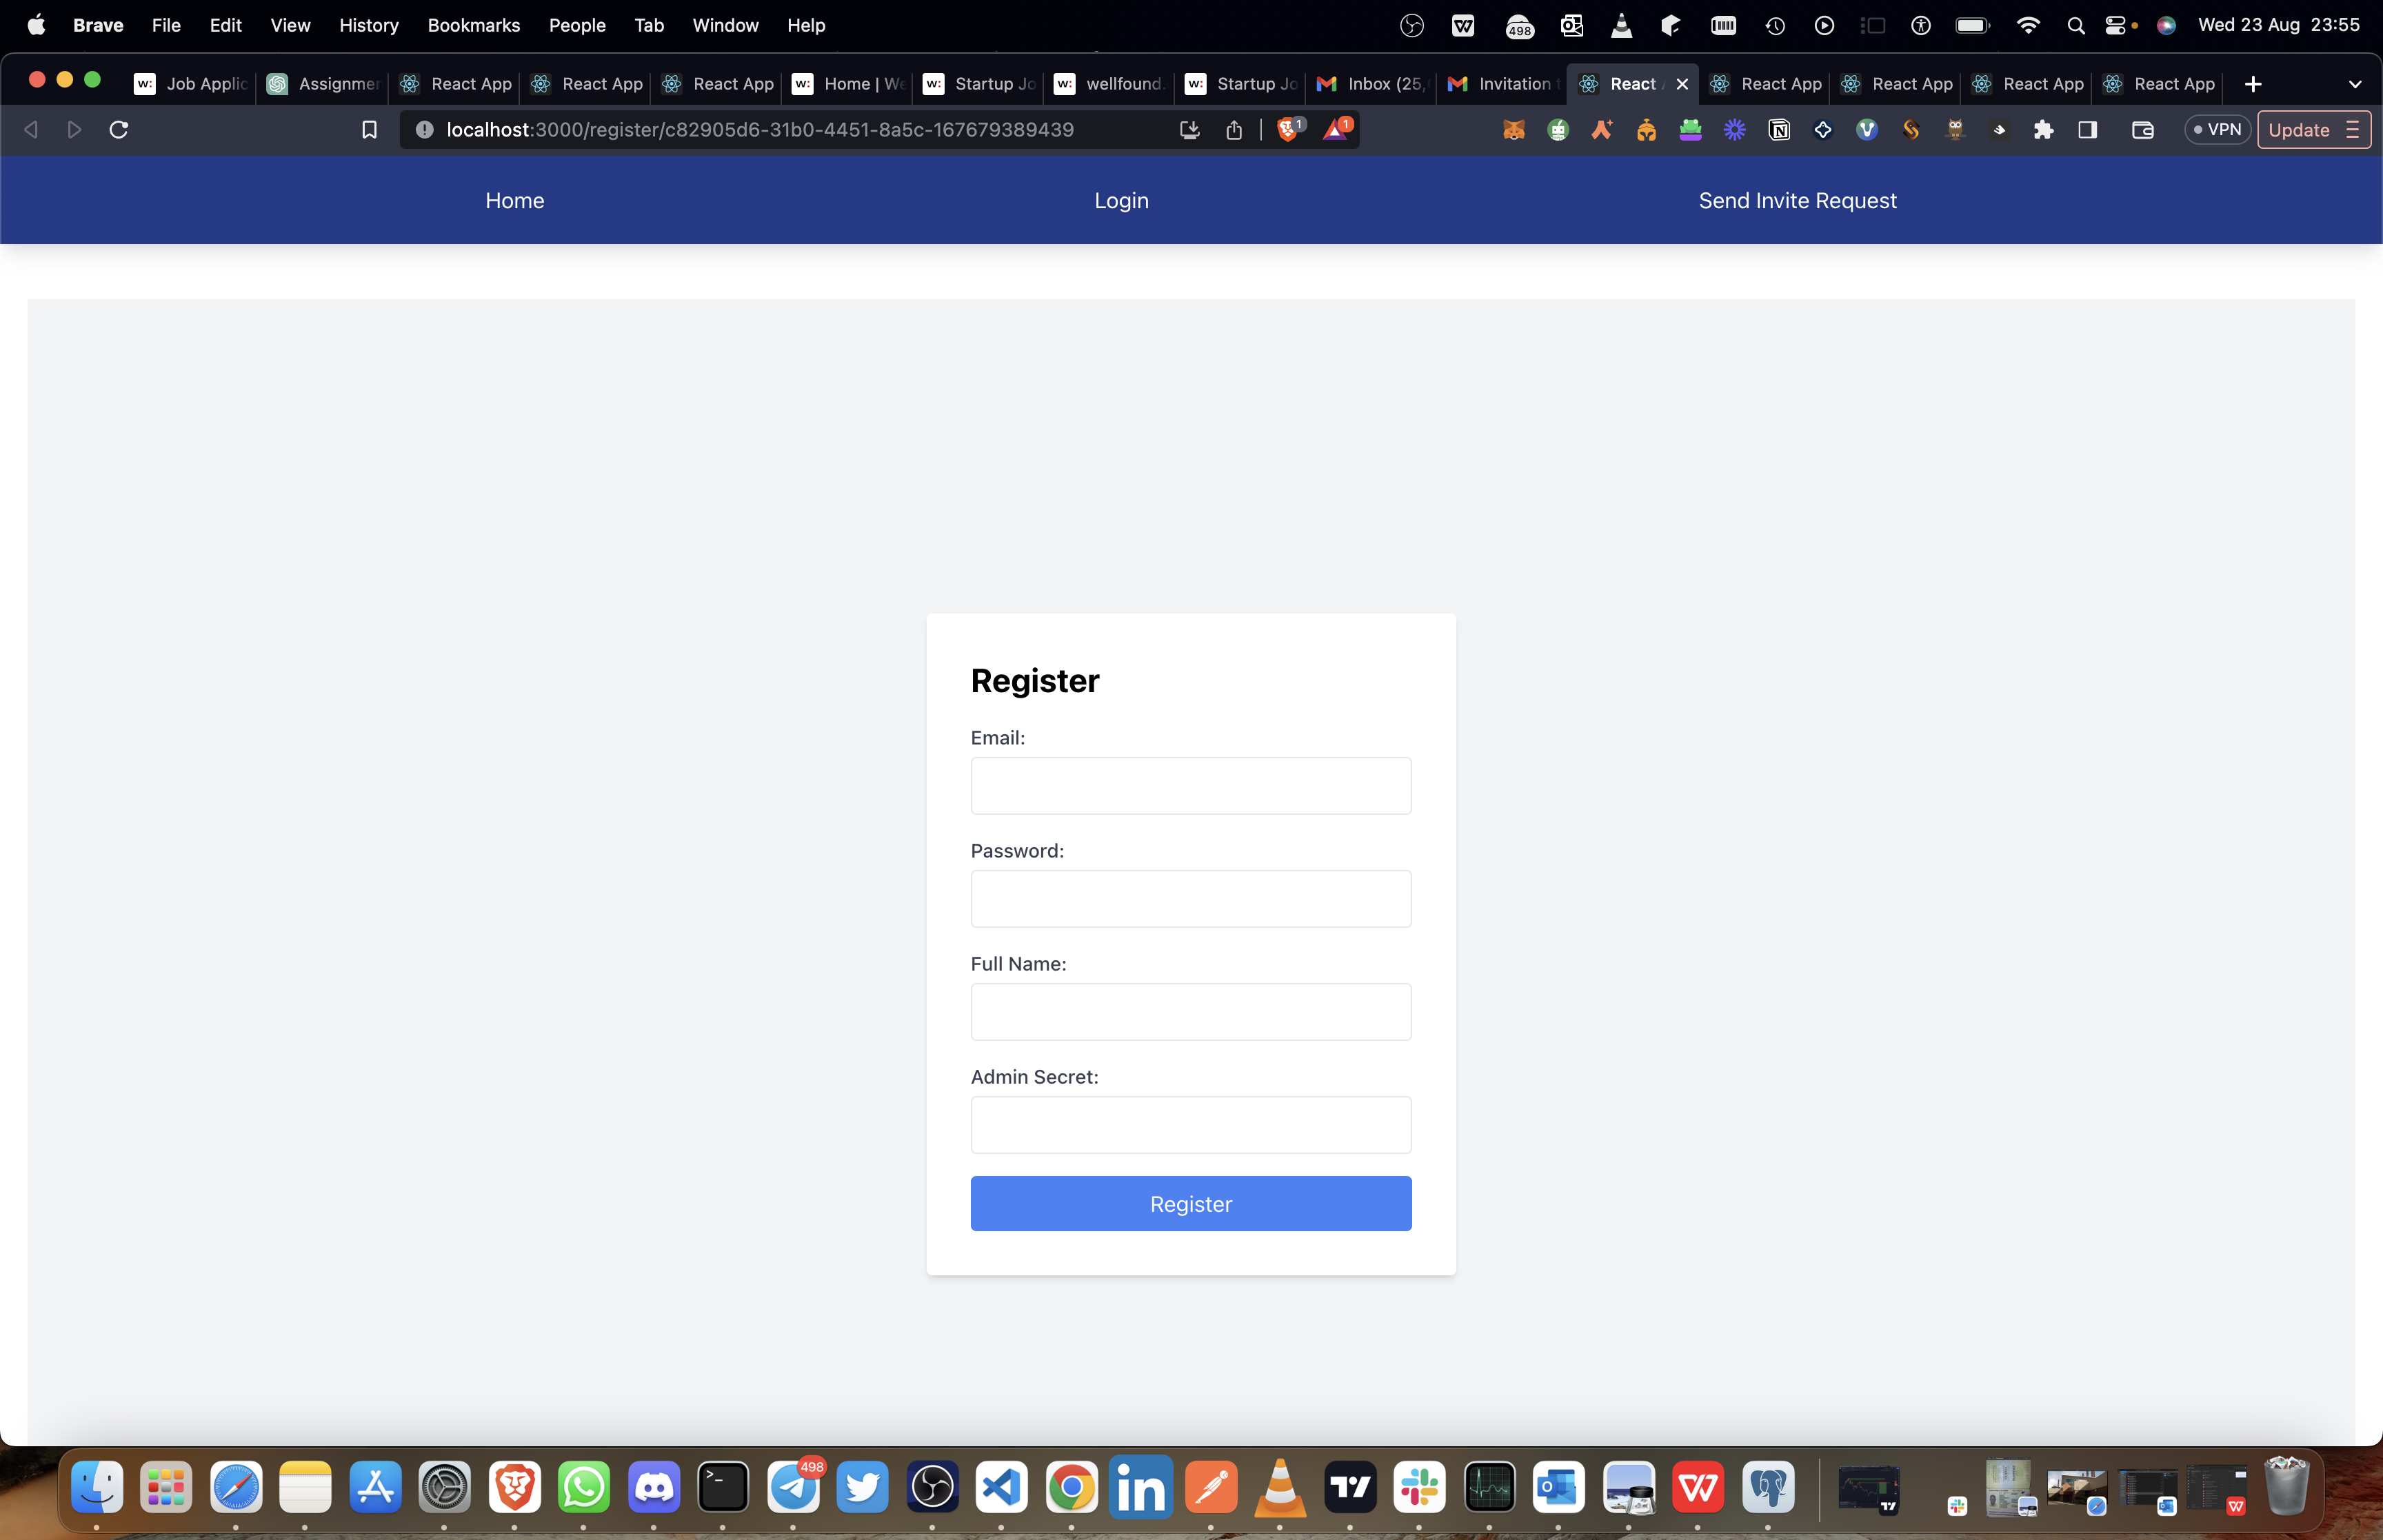 Brave File Edit View History Bookmarks People Tab Window Help 498 Wed 23 Aug 23:55
w: Job Applic Assignmen React App React App React App w: Home | We w: Startup Jo w: wellfound. w: Startup Jo Inbox (25, Invitation t React React App React App React App React App
localhost:3000/register/c82905d6-31b0-4451-8a5c-167679389439 1 1 VPN Update
Home Login Send Invite Request
Register
Email:
Password:
Full Name:
Admin Secret:
Register
498